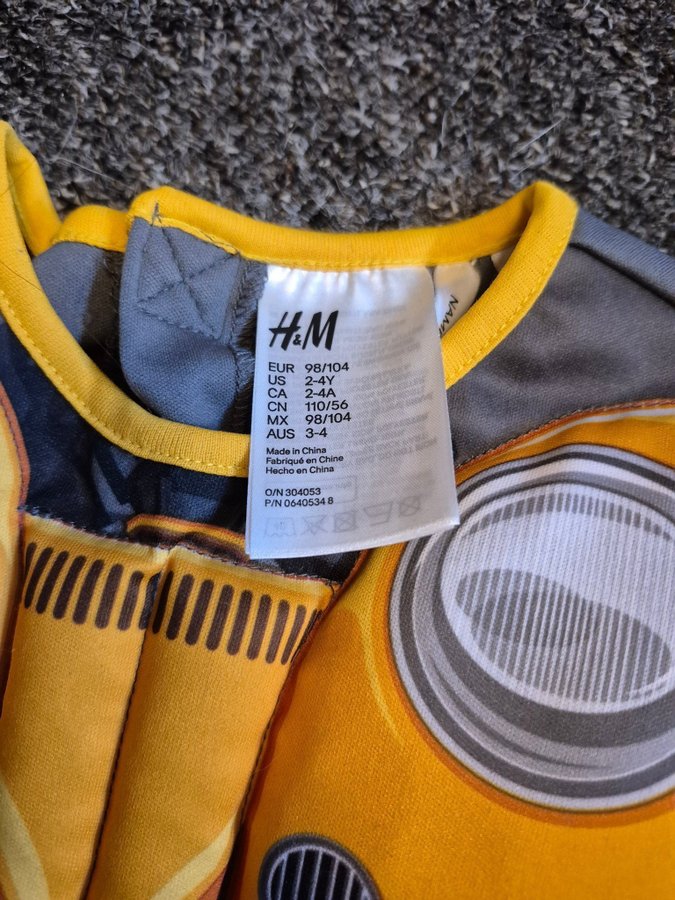 H&M
EUR 98/104
US 2-4Y
CA 2-4A
CN 110/56
MX 98/104
AUS 3-4
Made in China
Fabriqué en Chine
Hecho en China
O/N 304053
P/N 0640534 8
NAME